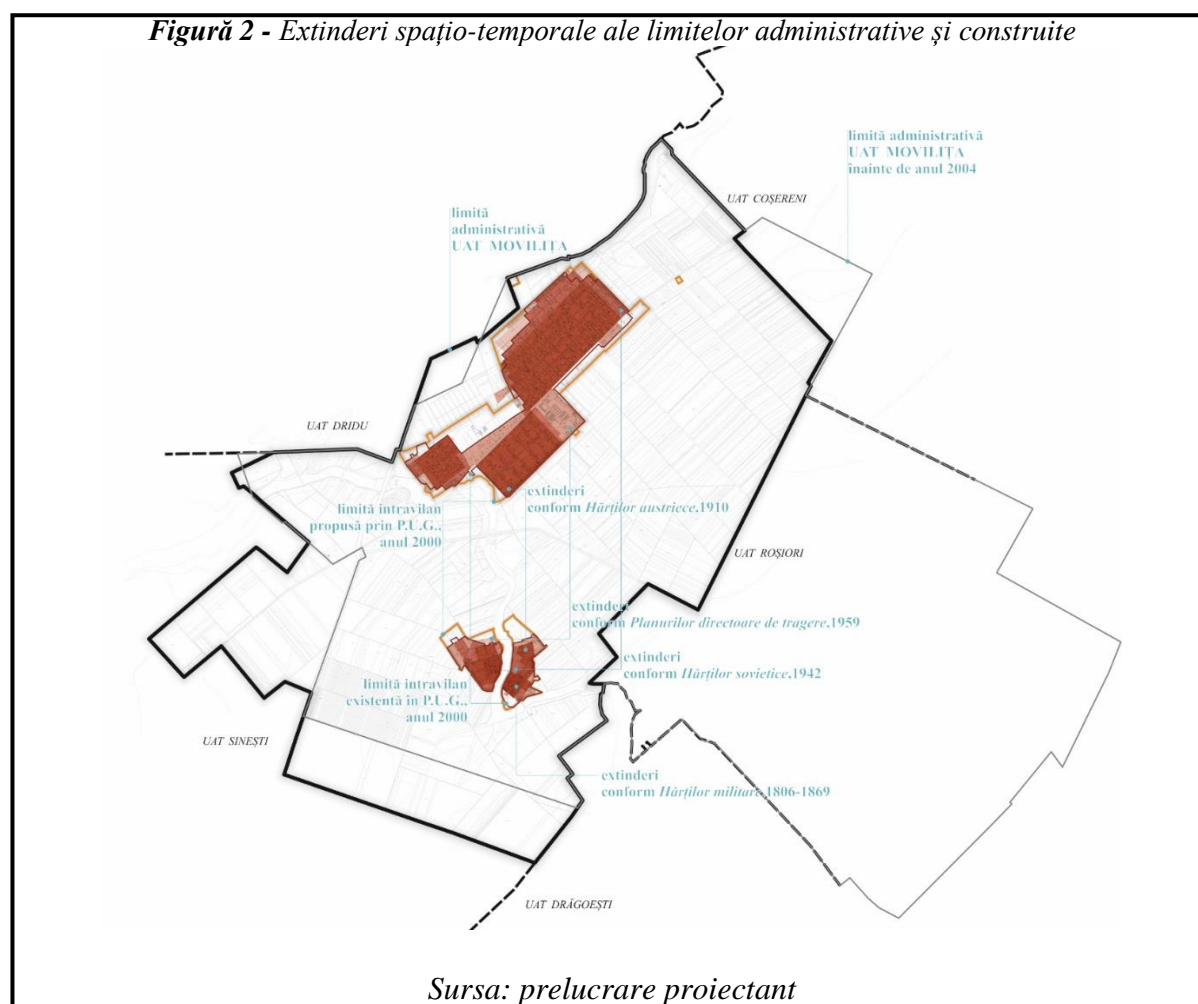 Figură 2 - Extinderi spațio-temporale ale limitelor administrative și construite
limită administrativă
UAT MOVILIȚA
înainte de anul 2004
UAT COȘERENI
limită
administrativă
UAT MOVILIȚA
UAT DRIDU
extinderi
conform Hărților austriece,1910
limită intravilan
propusă prin P.U.G.,
anul 2000
UAT ROȘIORI
extinderi
conform Planurilor directoare de tragere,1959
extinderi
conform Hărților sovietice,1942
limită intravilan
existentă în P.U.G.,
anul 2000
UAT SINEȘTI
extinderi
conform Hărților militare,1806-1869
UAT DRĂGOEȘTI
Sursa: prelucrare proiectant